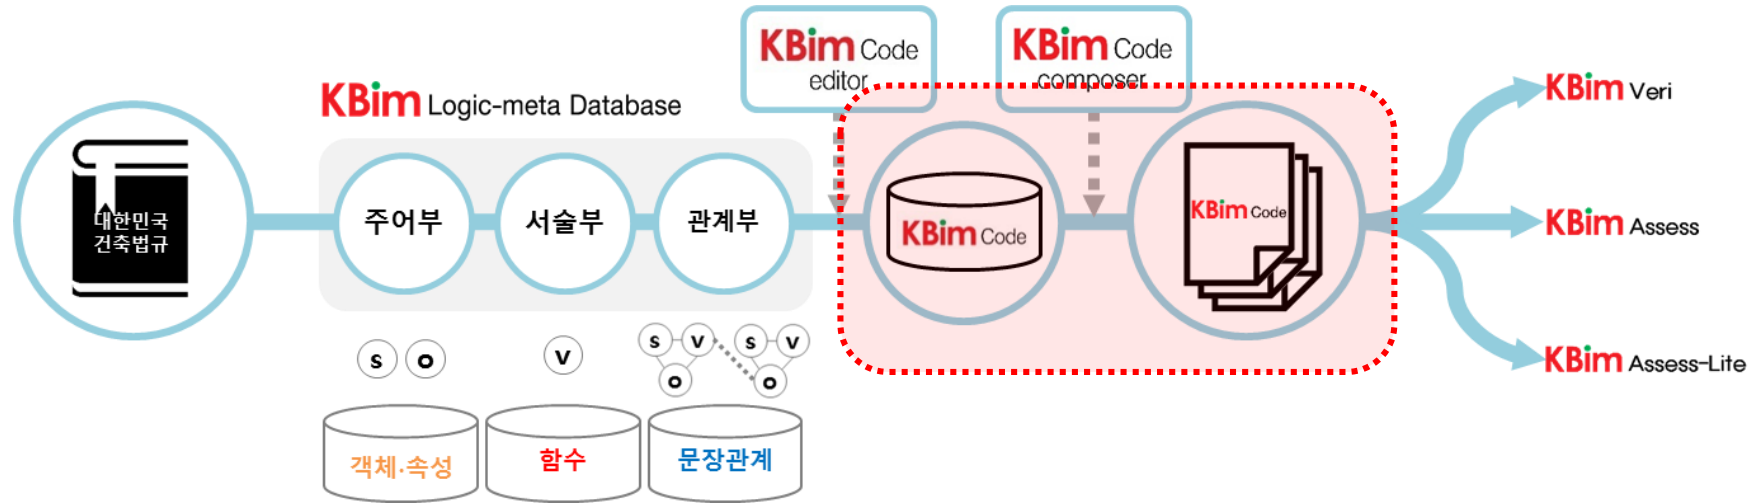 KBim Code
editor
KBim Code
composer
KBim Logic-meta Database
대한민국
건축법규
주어부
서술부
관계부
KBim Code
KBim Code
KBim Veri
KBim Assess
KBim Assess-Lite
S O
V
S V
O
S V
O
객체·속성
함수
문장관계